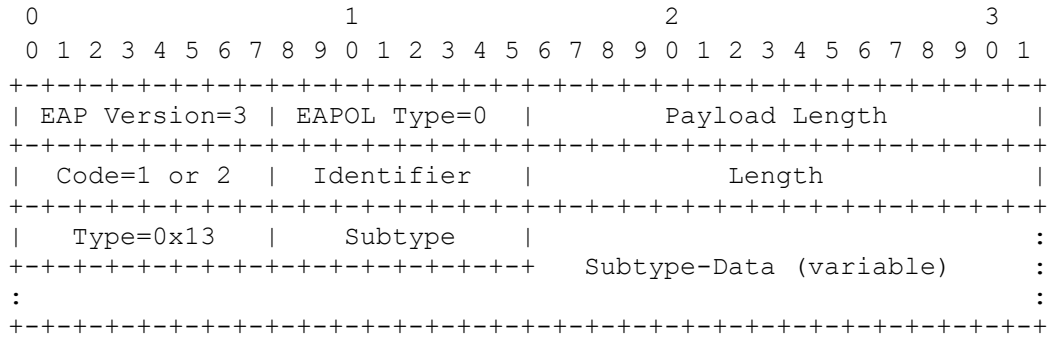 0                   1                   2                   3
 0 1 2 3 4 5 6 7 8 9 0 1 2 3 4 5 6 7 8 9 0 1 2 3 4 5 6 7 8 9 0 1
+-+-+-+-+-+-+-+-+-+-+-+-+-+-+-+-+-+-+-+-+-+-+-+-+-+-+-+-+-+-+-+-+
| EAP Version=3 | EAPOL Type=0  |        Payload Length         |
+-+-+-+-+-+-+-+-+-+-+-+-+-+-+-+-+-+-+-+-+-+-+-+-+-+-+-+-+-+-+-+-+
|  Code=1 or 2  |  Identifier   |            Length             |
+-+-+-+-+-+-+-+-+-+-+-+-+-+-+-+-+-+-+-+-+-+-+-+-+-+-+-+-+-+-+-+-+
|   Type=0x13   |    Subtype    |                               :
+-+-+-+-+-+-+-+-+-+-+-+-+-+-+-+-+   Subtype-Data (variable)     :
:                                                               :
+-+-+-+-+-+-+-+-+-+-+-+-+-+-+-+-+-+-+-+-+-+-+-+-+-+-+-+-+-+-+-+-+